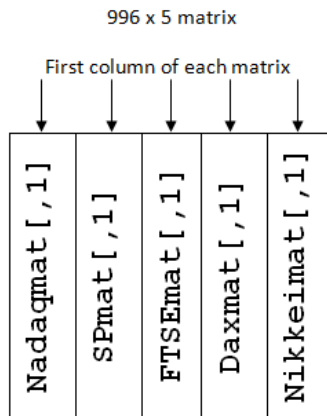 996 x 5 matrix
First column of each matrix
Nadaqmat[,1]
SPmat[,1]
FTSEmat[,1]
Daxmat[,1]
Nikkeimat[,1]